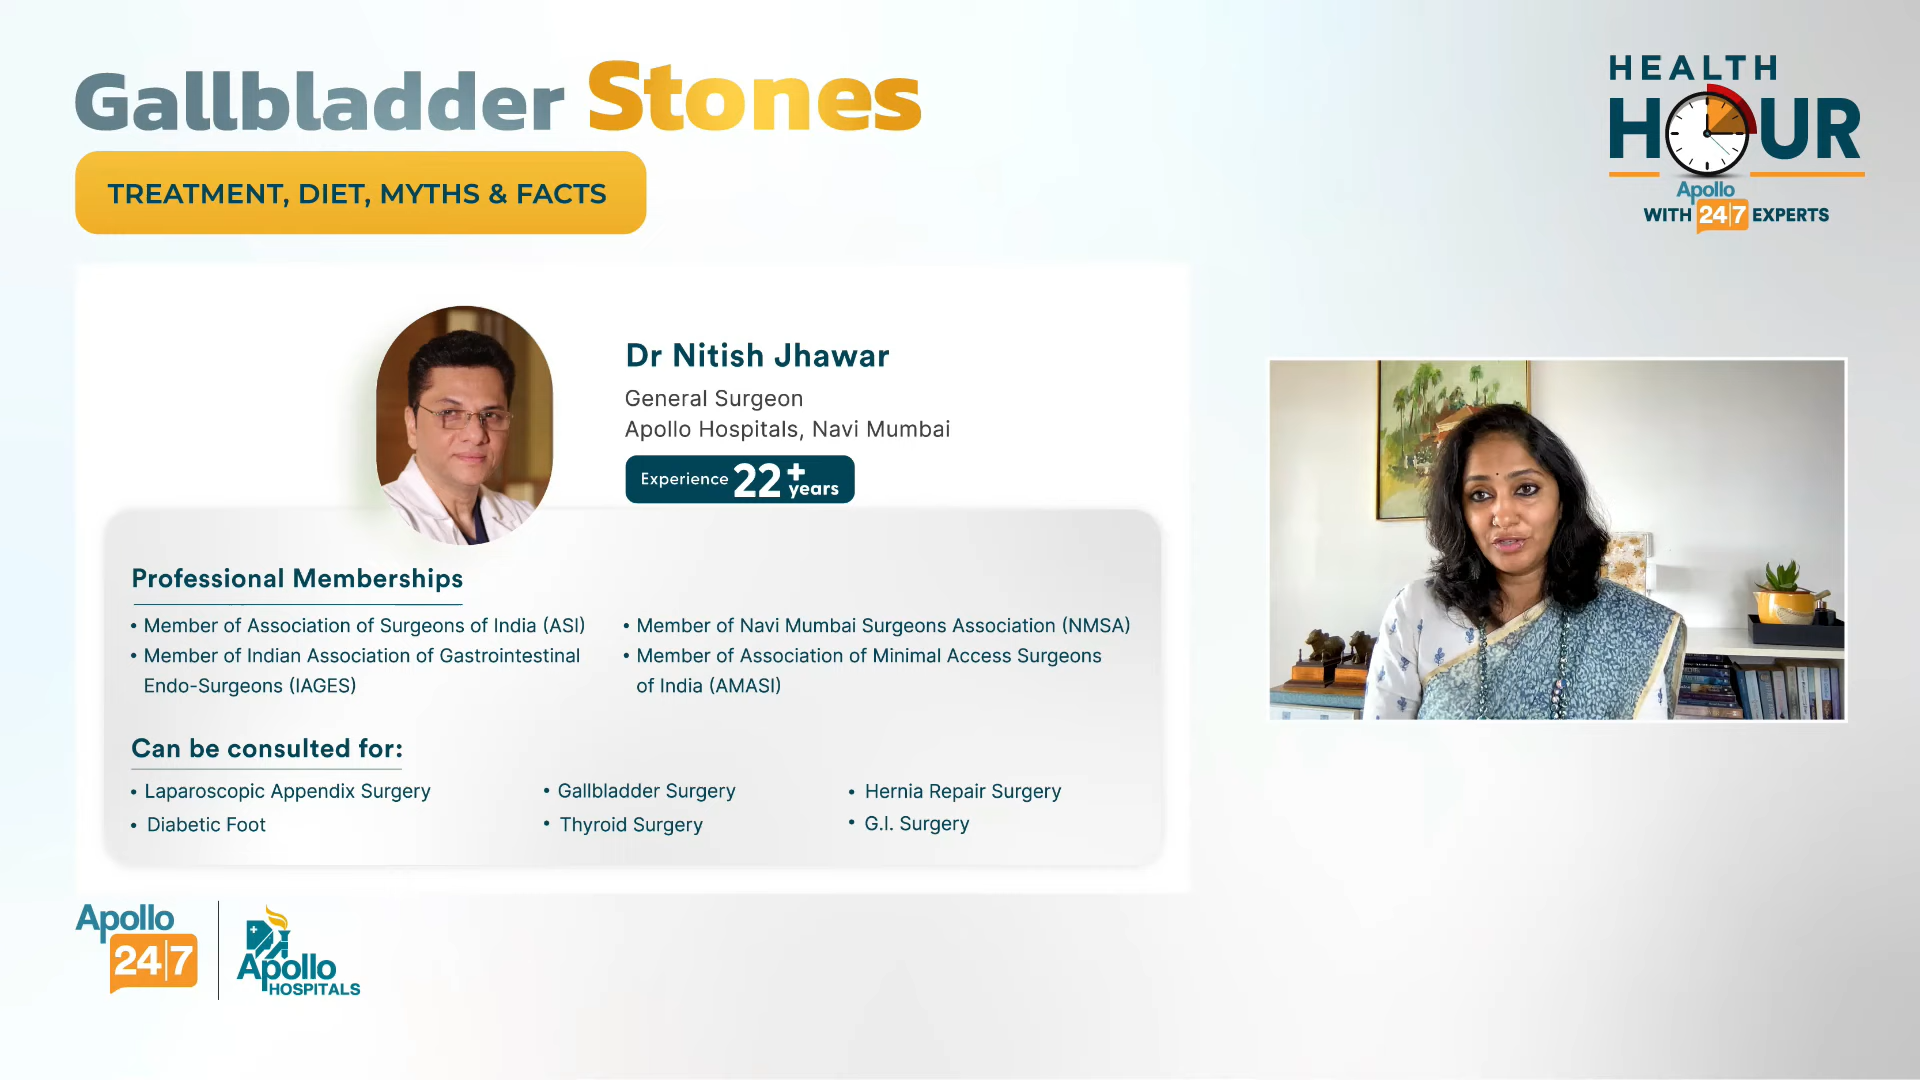 Gallbladder Stones
TREATMENT, DIET, MYTHS & FACTS
HEALTH
HOUR
Apollo
WITH 24|7 EXPERTS
Dr Nitish Jhawar
General Surgeon
Apollo Hospitals, Navi Mumbai
Experience 22+ years
Professional Memberships
• Member of Association of Surgeons of India (ASI)
• Member of Indian Association of Gastrointestinal
Endo-Surgeons (IAGES)
• Member of Navi Mumbai Surgeons Association (NMSA)
• Member of Association of Minimal Access Surgeons
of India (AMASI)
Can be consulted for:
• Laparoscopic Appendix Surgery
• Gallbladder Surgery
• Hernia Repair Surgery
• Diabetic Foot
• Thyroid Surgery
• G.I. Surgery
Apollo
24|7
Apollo
HOSPITALS